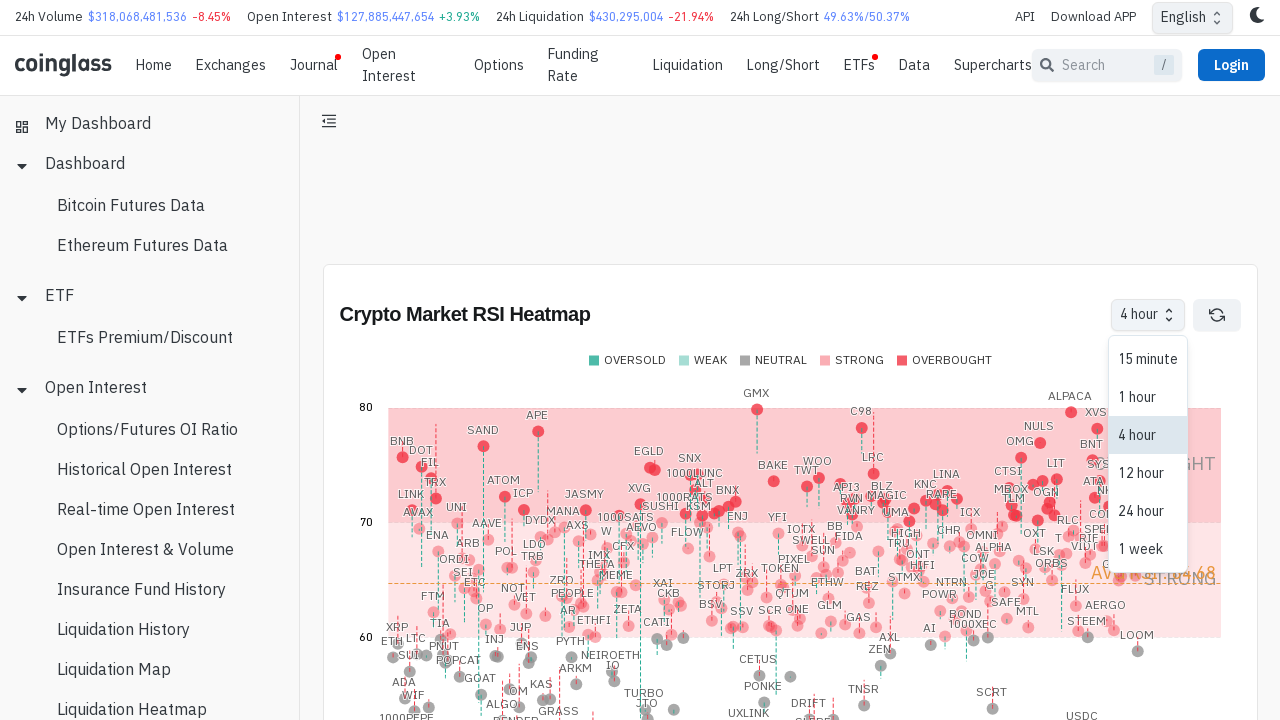 24h Volume $318,068,481,536 -8.45% Open Interest $127,885,447,654 +3.93% 24h Liquidation $430,295,004 -21.94% 24h Long/Short 49.63%/50.37% API Download APP English
coinglass Home Exchanges Journal Open Interest Options Funding Rate Liquidation Long/Short ETFs Data Supercharts Search / Login
My Dashboard
Dashboard
Bitcoin Futures Data
Ethereum Futures Data
ETF
ETFs Premium/Discount
Open Interest
Options/Futures OI Ratio
Historical Open Interest
Real-time Open Interest
Open Interest & Volume
Insurance Fund History
Liquidation History
Liquidation Map
Liquidation Heatmap
Crypto Market RSI Heatmap
4 hour
15 minute
1 hour
4 hour
12 hour
24 hour
1 week
OVERSOLD WEAK NEUTRAL STRONG OVERBOUGHT
80
70
60
GMX
ALPACA
APE
C98
XVS
SAND
NULS
BNB
OMG
BNT
DOT
EGLD
SNX
LRC
FIL
BAKE
WOO
LIT
TWT
CTSI
1000LUNC
LINA
TRX
ATOM
ALT
API3
BLZ
KNC
ATA
XVG
BNX
MBOX
OGN
LINK
ICP
JASMY
1000RATS
RVN
MAGIC
RARE
TLM
UNI
SUSHI
KSM
VANRY
UMA
ICX
AVAX
MANA
1000SATS
ENJ
YFI
RLC
DYDX
AAVE
AXS
AEVO
BB
IOTX
CHR
ENA
W
FLOW
FIDA
HIGH
OMNI
OXT
T
ARB
LDO
CFX
SWELL
TRU
ALPHA
LSK
POL
IMX
SUN
ONT
COW
ORDI
TRB
THETA
PIXEL
HIFI
ORBS
SEI
MEME
LPT
ZRX
TOKEN
BAT
STMX
JOE
STRONG
ETC
ZRO
XAI
STORJ
PYTH
REZ
NTRN
SYN
G
NOT
PEOPLE
CKB
QTUM
POWR
FLUX
FTM
VET
BSV
SAFE
OP
AR
ZETA
SSV
SCR
ONE
GLM
BOND
MTL
AERGO
TIA
ETHFI
CATI
GAS
AI
1000XEC
STEEM
XRP
JUP
AXL
LOOM
ETH
LTC
INJ
PYTH
ZEN
SUI
PNUT
ENS
NEIROETH
POPCAT
IO
CETUS
GOAT
ARKM
ADA
KAS
PONKE
TNSR
WIF
OM
TURBO
SCRT
ALGO
JTO
DRIFT
GRASS
UXLINK
USDC
1000PEPE